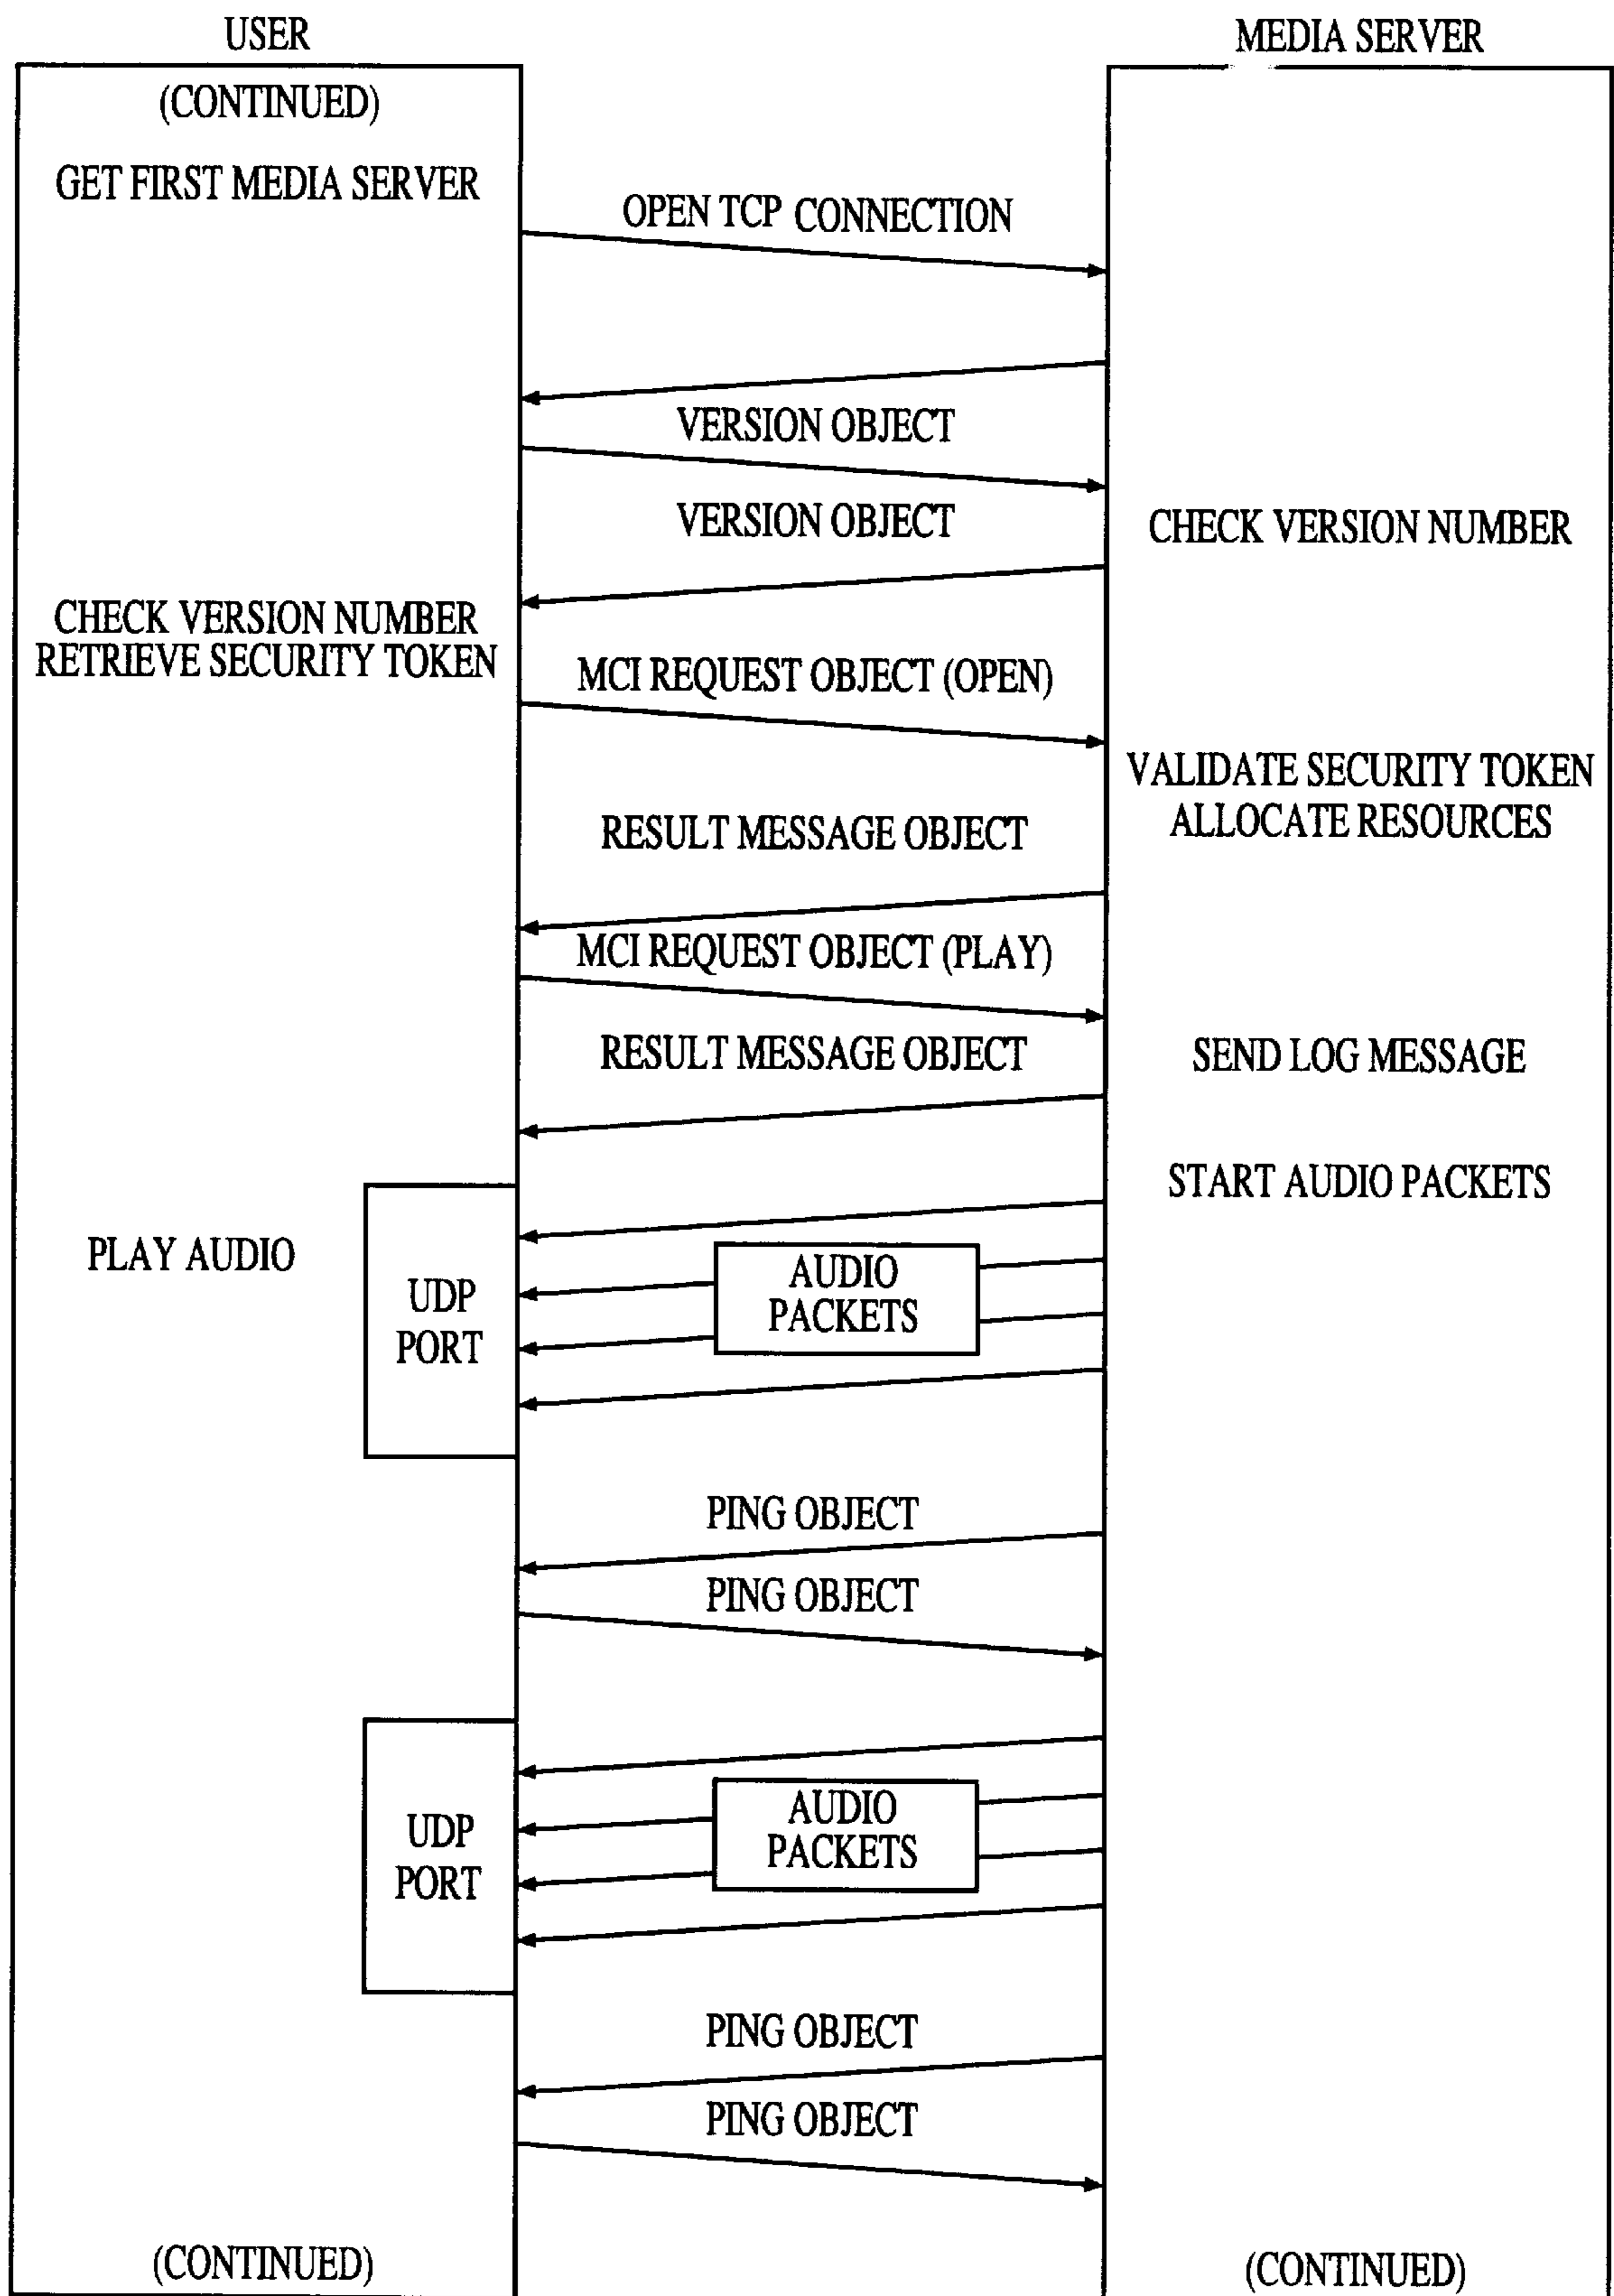 USER
MEDIA SERVER
(CONTINUED)
GET FIRST MEDIA SERVER
OPEN TCP CONNECTION
VERSION OBJECT
VERSION OBJECT
CHECK VERSION NUMBER
CHECK VERSION NUMBER
RETRIEVE SECURITY TOKEN
MCI REQUEST OBJECT (OPEN)
VALIDATE SECURITY TOKEN
ALLOCATE RESOURCES
RESULT MESSAGE OBJECT
MCI REQUEST OBJECT (PLAY)
RESULT MESSAGE OBJECT
SEND LOG MESSAGE
START AUDIO PACKETS
PLAY AUDIO
UDP
PORT
AUDIO
PACKETS
PING OBJECT
PING OBJECT
UDP
PORT
AUDIO
PACKETS
PING OBJECT
PING OBJECT
(CONTINUED)
(CONTINUED)